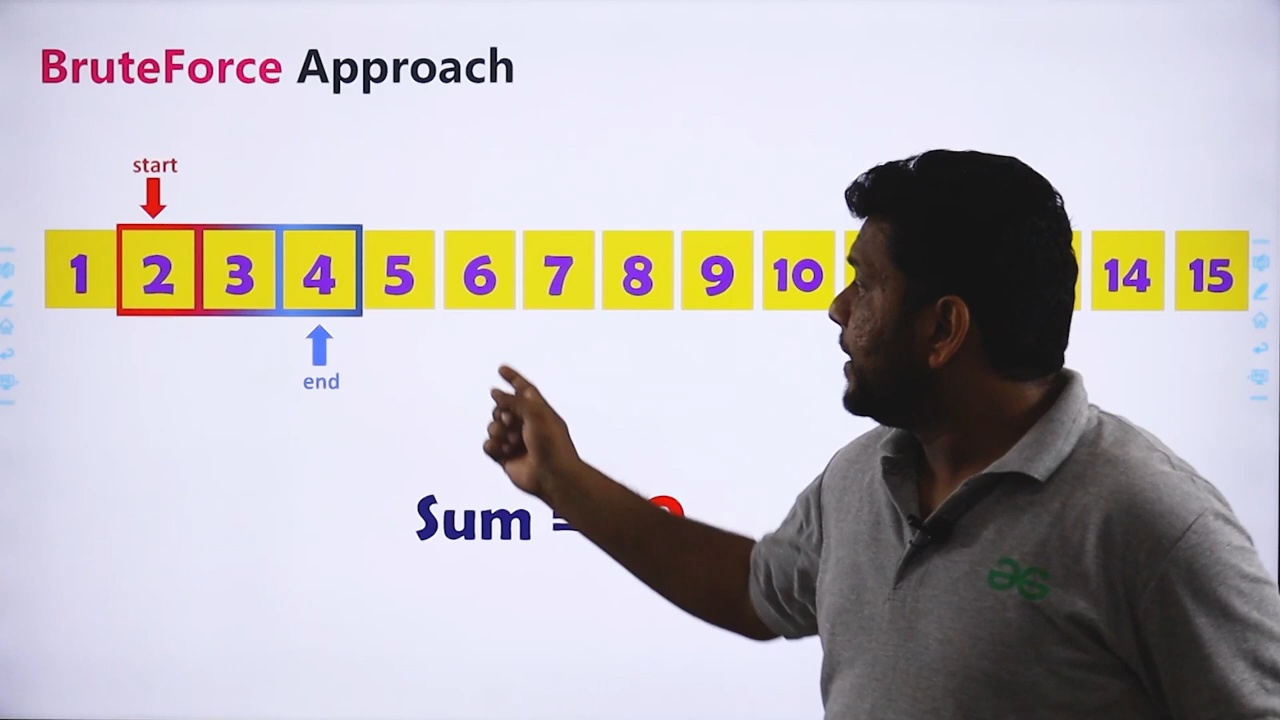 BruteForce Approach
start
1 2 3 4 5 6 7 8 9 10 14 15
end
Sum =